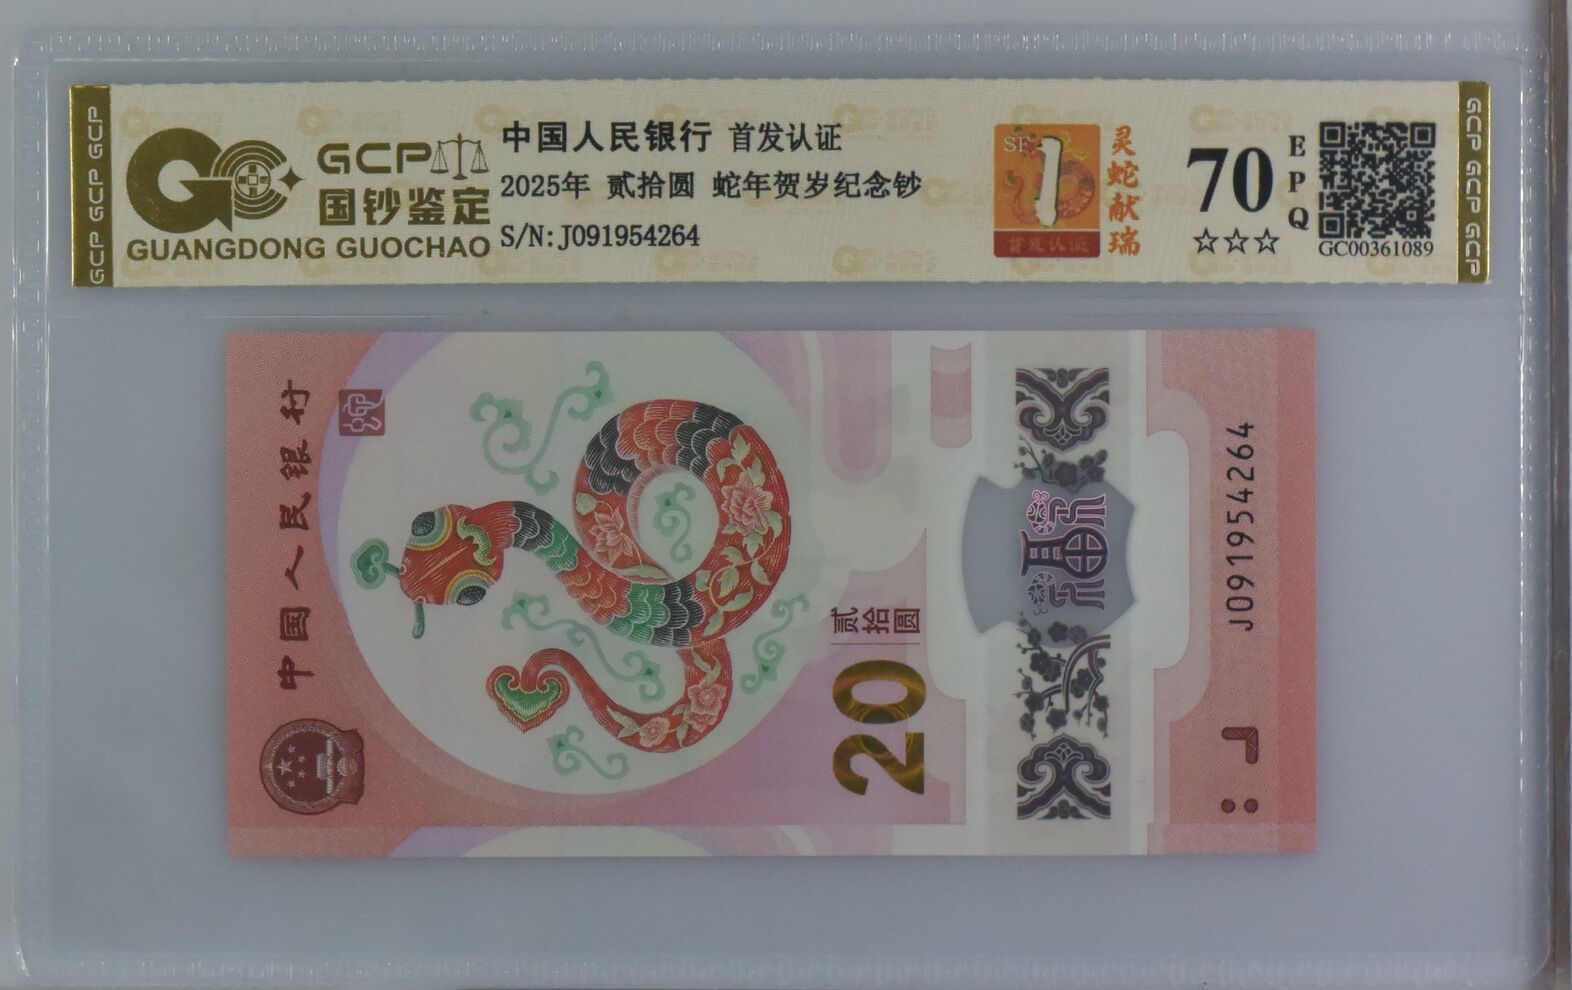 GCP GCP GCP
GCP
国钞鉴定
GUANGDONG GUOCHAO
中国人民银行 首发认证
2025年 贰拾圆 蛇年贺岁纪念钞
S/N:J091954264
1
首发认证
灵蛇献瑞
70
EPQ
☆☆☆
GC00361089
GCP GCP GCP
中国人民银行
贰拾圆
20
福
J091954264